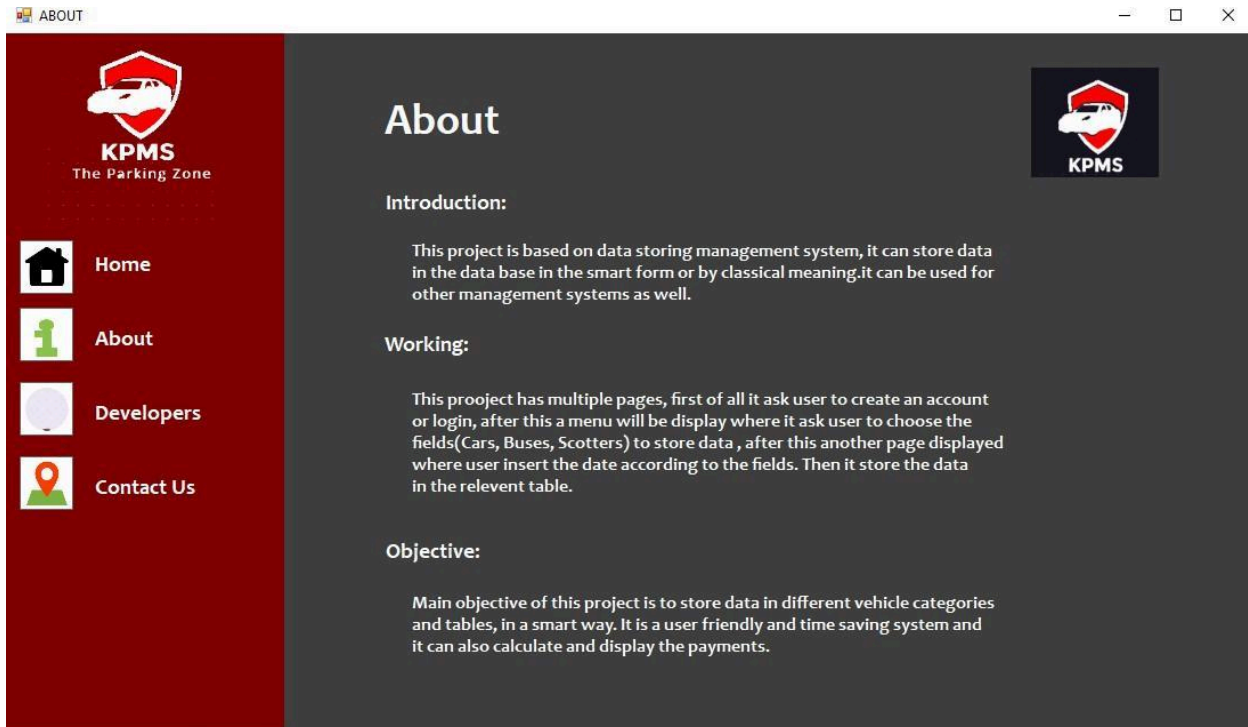 ABOUT
KPMS
The Parking Zone
Home
About
Developers
Contact Us
About
KPMS
Introduction:
This project is based on data storing management system, it can store data
in the data base in the smart form or by classical meaning.it can be used for
other management systems as well.
Working:
This prooject has multiple pages, first of all it ask user to create an account
or login, after this a menu will be display where it ask user to choose the
fields(Cars, Buses, Scotters) to store data , after this another page displayed
where user insert the date according to the fields. Then it store the data
in the relevent table.
Objective:
Main objective of this project is to store data in different vehicle categories
and tables, in a smart way. It is a user friendly and time saving system and
it can also calculate and display the payments.